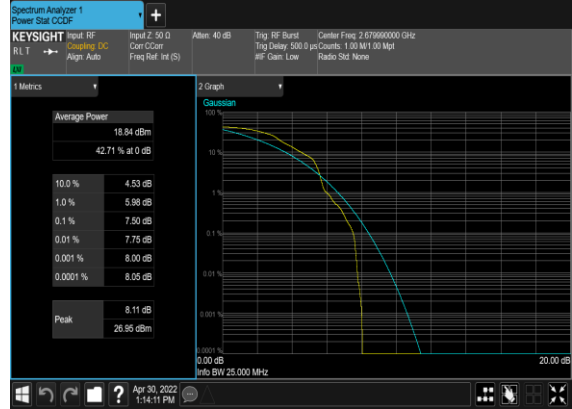 Spectrum Analyzer 1
Power Stat CCDF
KEYSIGHT Input: RF Input Z: 50 Ω Atten: 40 dB Trig: RF Burst Center Freq: 2.679990000 GHz
RLT Coupling: DC Corr CCorr Trig Delay: 500.0 µs Counts: 1.00 M/1.00 Mpt
Align: Auto Freq Ref: Int (S) #IF Gain: Low Radio Std: None
1 Metrics
Average Power
18.84 dBm
42.71 % at 0 dB
10.0 % 4.53 dB
1.0 % 5.98 dB
0.1 % 7.50 dB
0.01 % 7.75 dB
0.001 % 8.00 dB
0.0001 % 8.05 dB
Peak
8.11 dB
26.95 dBm
2 Graph
Gaussian
100 %
10 %
1 %
0.1 %
0.01 %
0.001 %
0.0001 %
0.00 dB 20.00 dB
Info BW 25.000 MHz
Apr 30, 2022
1:14:11 PM